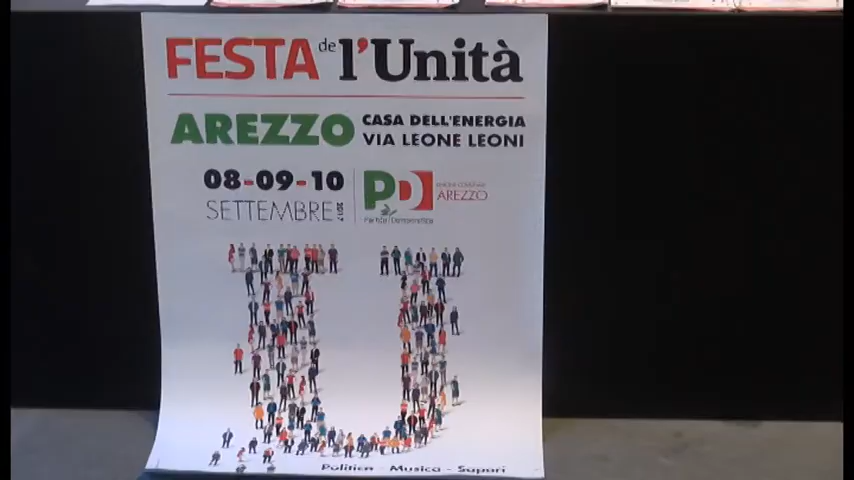 FESTA de l'Unità
AREZZO
CASA DELL'ENERGIA
VIA LEONE LEONI
08-09-10
SETTEMBRE 2017
PD
Partito Democratico
AREZZO
Politica - Musica - Sapori